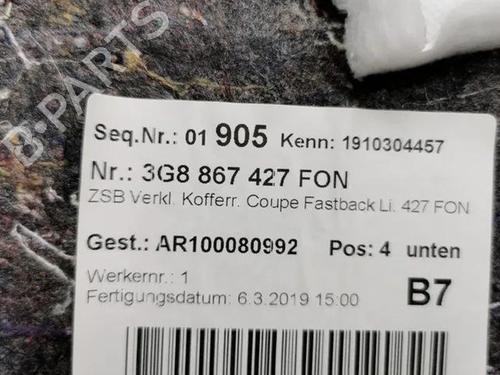 B-PARTS
Seq.Nr.: 01 905 Kenn: 1910304457
Nr.: 3G8 867 427 FON
ZSB Verkl. Kofferr. Coupe Fastback Li. 427 FON
Gest.: AR100080992 Pos: 4 unten
Werkernr.: 1 B7
Fertigungsdatum: 6.3.2019 15:00